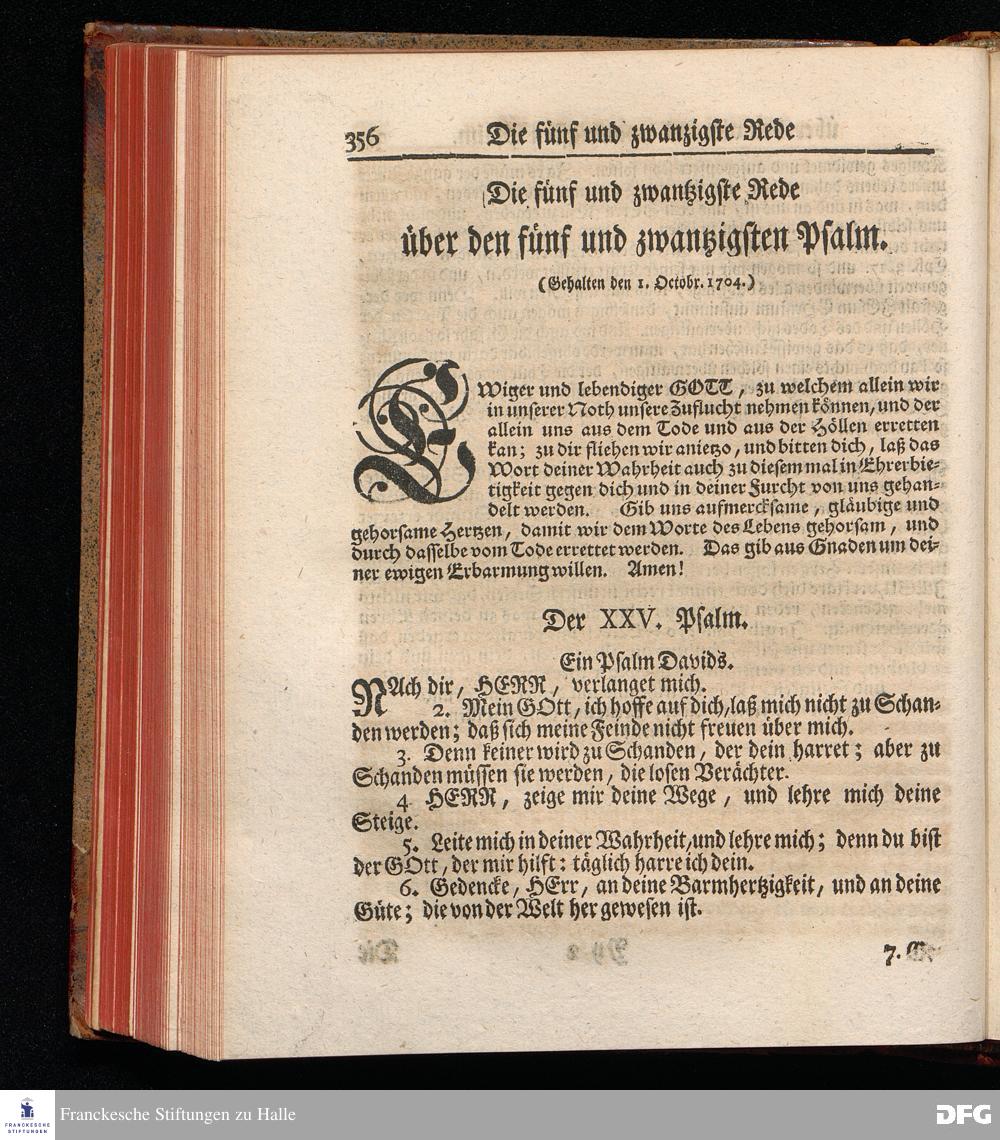 356 Die fünf und zwanzigste Rede
Die fünf und zwantzigste Rede
über den fünf und zwantzigsten Psalm.
(Gehalten den 1. Octobr. 1704.)
EWiger und lebendiger GOTT, zu welchem allein wir
in unserer Noth unsere Zuflucht nehmen können, und der
allein uns aus dem Tode und aus der Höllen erretten
kan; zu dir fliehen wir anietzo, und bitten dich, laß das
Wort deiner Wahrheit auch zu diesem mal in Ehrerbie-
tigkeit gegen dich und in deiner Furcht von uns gehan-
delt werden. Gib uns aufmercksame, gläubige und
gehorsame Hertzen, damit wir dem Worte des Lebens gehorsam, und
durch dasselbe vom Tode errettet werden. Das gib aus Gnaden um dei-
ner ewigen Erbarmung willen. Amen!
Der XXV. Psalm.
Ein Psalm Davids.
NAch dir, HERR, verlanget mich.
2. Mein GOtt, ich hoffe auf dich, laß mich nicht zu Schan-
den werden; daß sich meine Feinde nicht freuen über mich.
3. Denn keiner wird zu Schanden, der dein harret; aber zu
Schanden müssen sie werden, die losen Verächter.
4 HERR, zeige mir deine Wege, und lehre mich deine
Steige.
5. Leite mich in deiner Wahrheit, und lehre mich; denn du bist
der GOtt, der mir hilft: täglich harre ich dein.
6. Gedencke, HErr, an deine Barmhertzigkeit, und an deine
Güte; die von der Welt her gewesen ist.
7.
FRANCKESCHE
STIFTUNGEN
Franckesche Stiftungen zu Halle
DFG